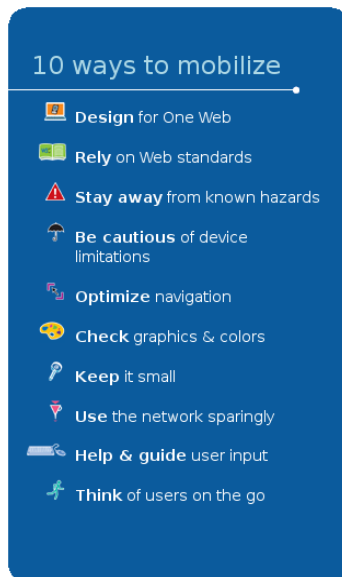 10 ways to mobilize
Design for One Web
Rely on Web standards
Stay away from known hazards
Be cautious of device
limitations
Optimize navigation
Check graphics & colors
Keep it small
Use the network sparingly
Help & guide user input
Think of users on the go